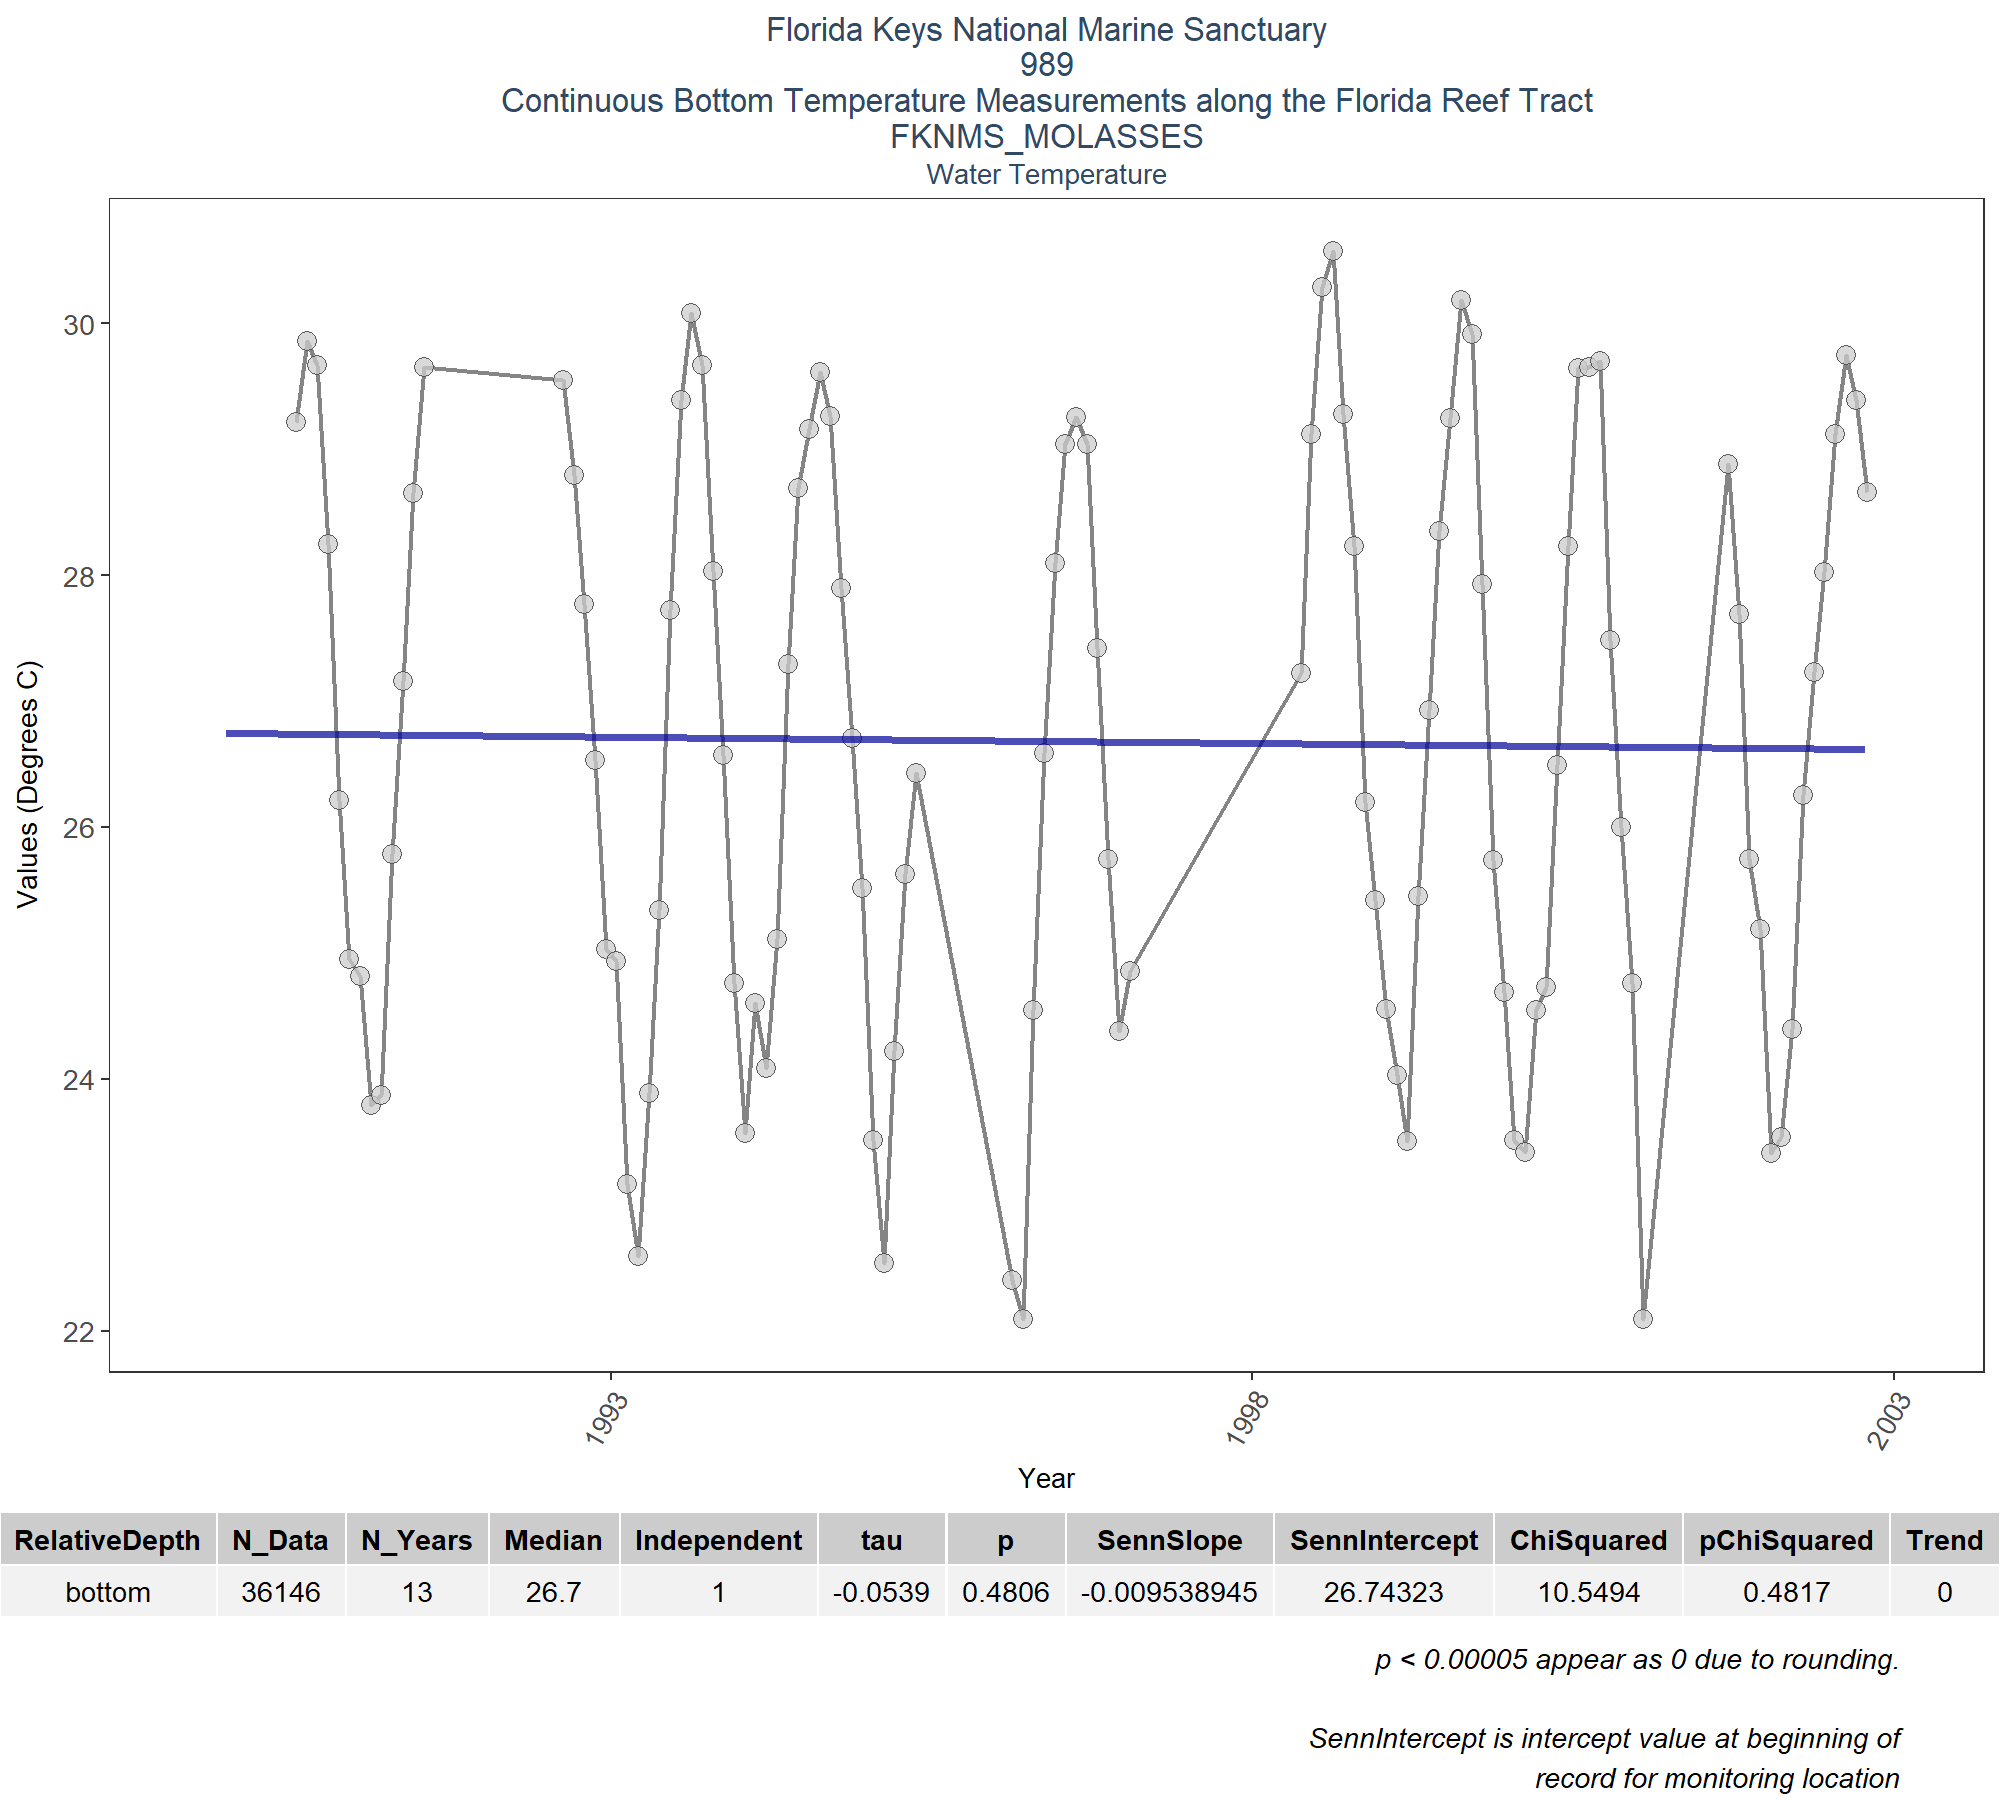 Florida Keys National Marine Sanctuary
989
Continuous Bottom Temperature Measurements along the Florida Reef Tract
FKNMS_MOLASSES
Water Temperature
30
28
26
24
22
Values (Degrees C)
1993
1998
2003
Year
RelativeDepth N_Data N_Years Median Independent tau p SennSlope SennIntercept ChiSquared pChiSquared Trend
bottom 36146 13 26.7 1 -0.0539 0.4806 -0.009538945 26.74323 10.5494 0.4817 0
p < 0.00005 appear as 0 due to rounding.
SennIntercept is intercept value at beginning of
record for monitoring location